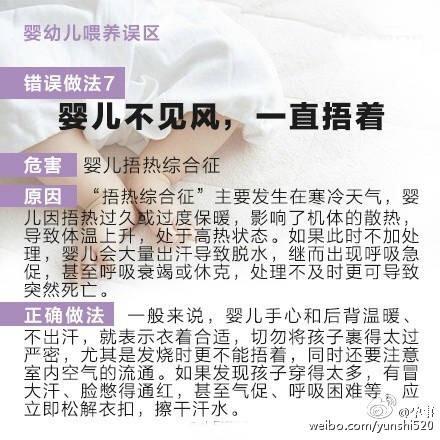 婴幼儿喂养误区
错误做法7
婴儿不见风，一直捂着
危害 婴儿捂热综合征
原因 “捂热综合征”主要发生在寒冷天气，婴
儿因捂热过久或过度保暖，影响了机体的散热，
导致体温上升，处于高热状态。如果此时不加处
理，婴儿会大量出汗导致脱水，继而出现呼吸急
促，甚至呼吸衰竭或休克，处理不及时更可导致
突然死亡。
正确做法 一般来说，婴儿手心和后背温暖、
不出汗，就表示衣着合适，切勿将孩子裹得太过
严密，尤其是发烧时更不能捂着，同时还要注意
室内空气的流通。如果发现孩子穿得太多，有冒
大汗、脸憋得通红，甚至气促、呼吸困难等，应
立即松解衣扣，擦干汗水。
weibo.com/yunshi520